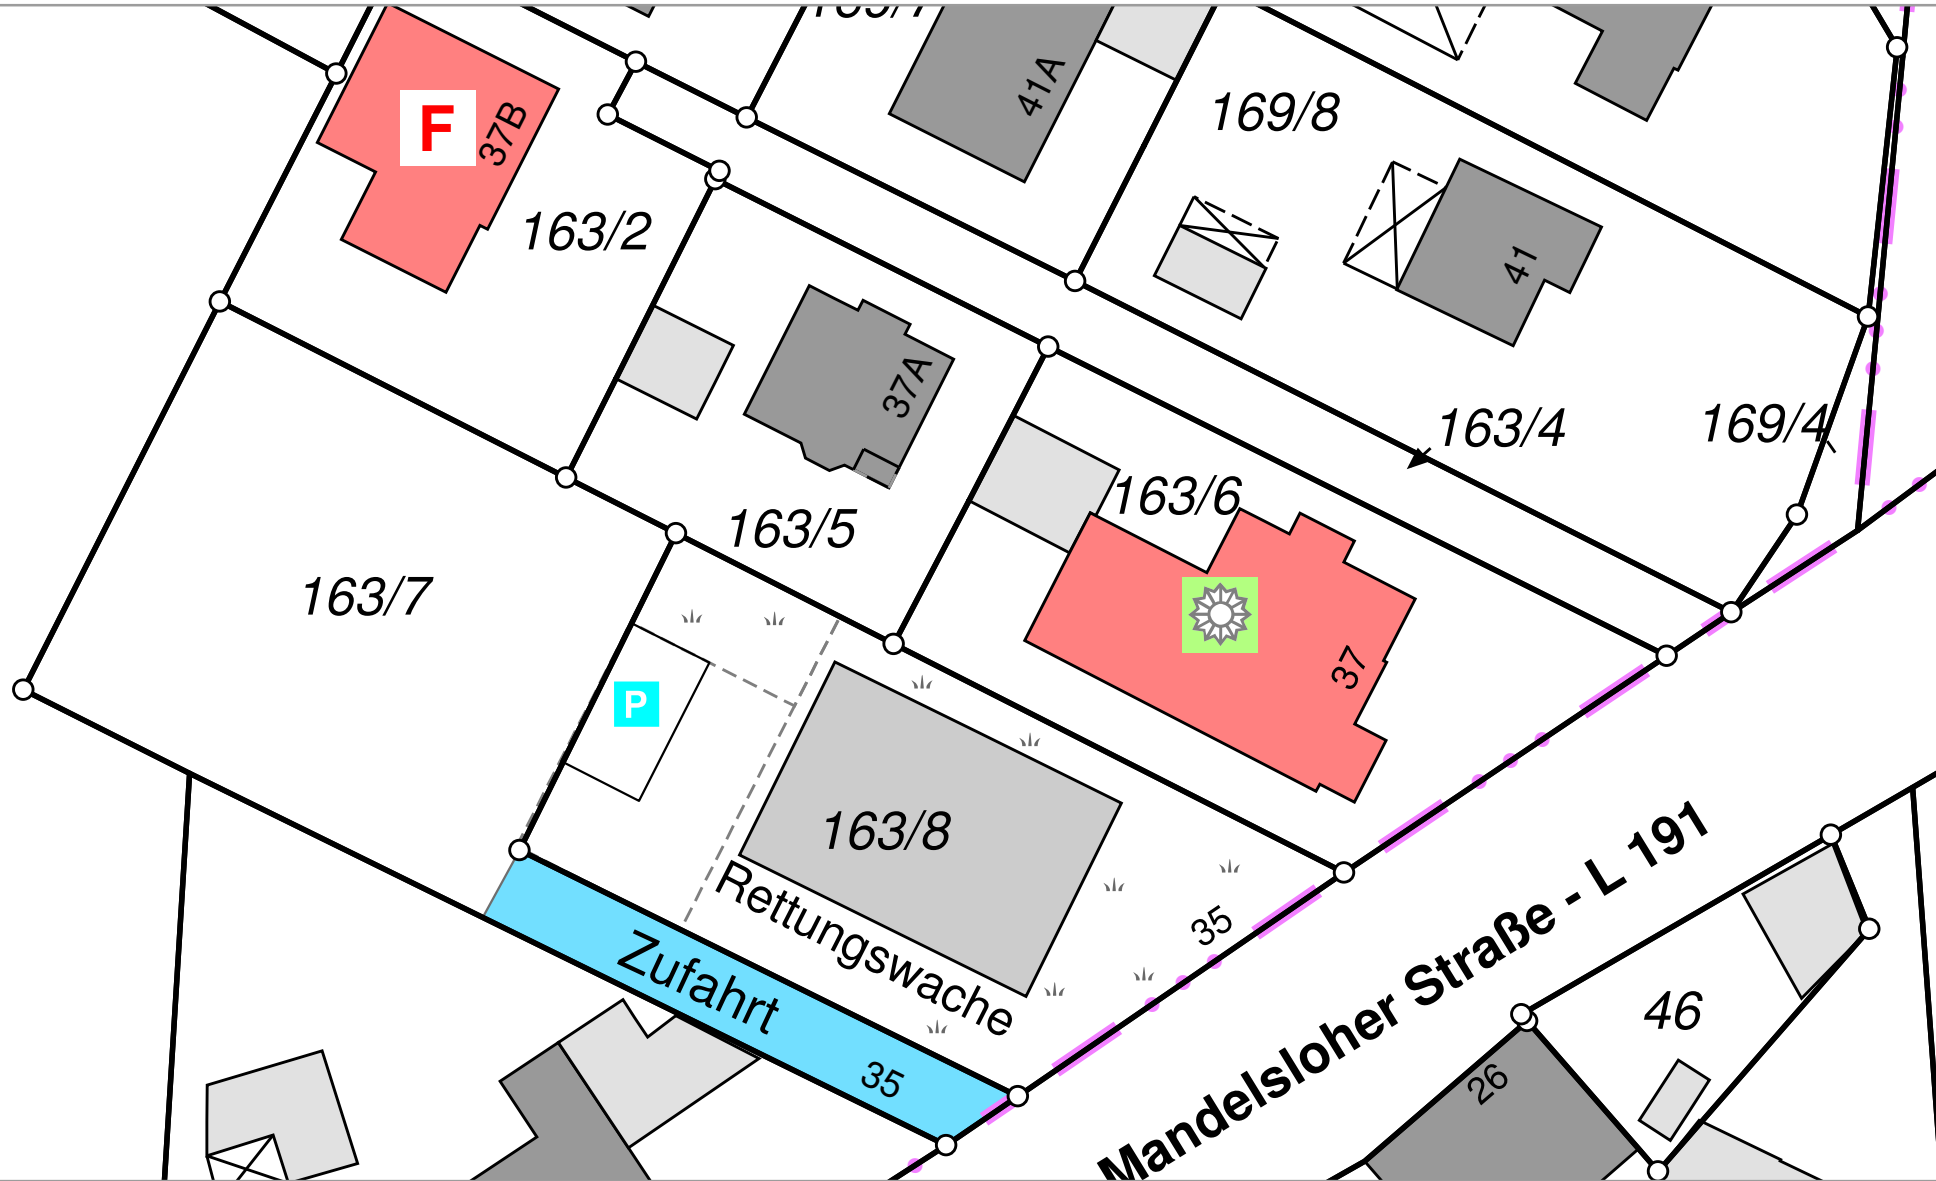 41A
169/8
F
37B
163/2
41
37A
163/4
169/4
163/6
163/5
163/7
37
P
163/8
Rettungswache
35
Mandelsloher Straße - L 191
Zufahrt
35
46
26